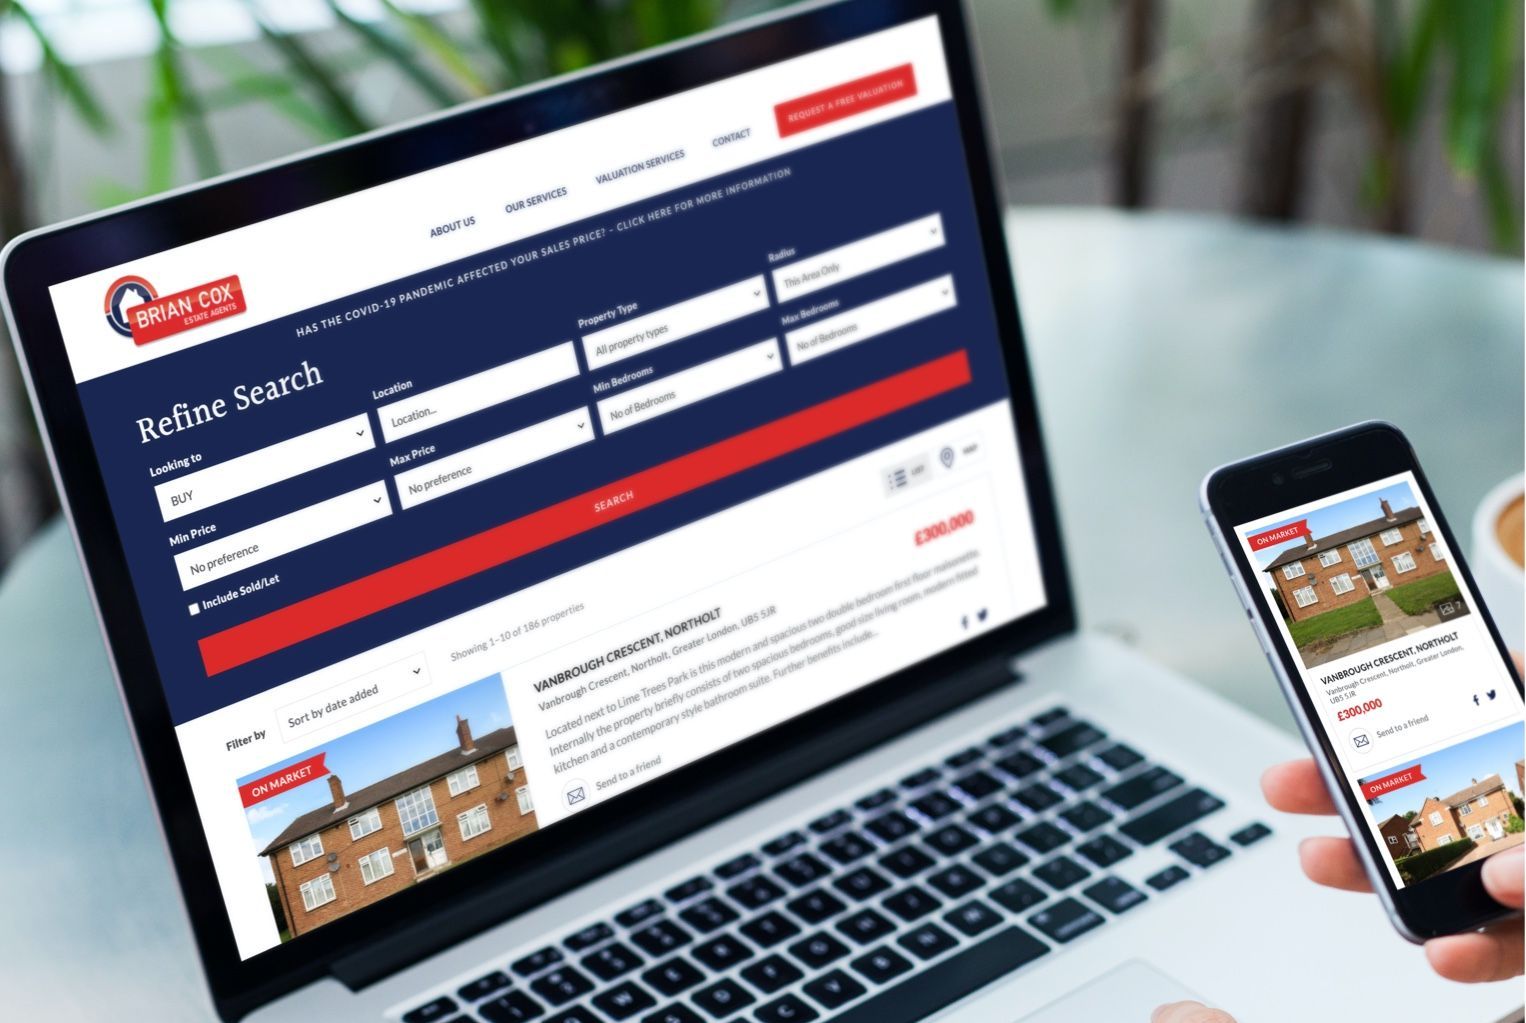 ABOUT US
OUR SERVICES
VALUATION SERVICES
CONTACT
REQUEST A FREE VALUATION
BRIAN COX
ESTATE AGENTS
HAS THE COVID-19 PANDEMIC AFFECTED YOUR SALES PRICE? - CLICK HERE FOR MORE INFORMATION
Refine Search
Looking to
BUY
Location
Location...
Property Type
All property types
Radius
This Area Only
Min Price
No preference
Max Price
No preference
Min Bedrooms
No of Bedrooms
Max Bedrooms
No of Bedrooms
Include Sold/Let
SEARCH
Filter by
Sort by date added
Showing 1-10 of 186 properties
LIST
MAP
ON MARKET
£300,000
VANBROUGH CRESCENT, NORTHOLT
Vanbrough Crescent, Northolt, Greater London, UB5 5JR
Located next to Lime Trees Park is this modern and spacious two double bedroom first floor maisonette.
Internally the property briefly consists of two spacious bedrooms, good size living room, modern fitted
kitchen and a contemporary style bathroom suite. Further benefits include...
Send to a friend
ON MARKET
7
VANBROUGH CRESCENT, NORTHOLT
Vanbrough Crescent, Northolt, Greater London,
UB5 5JR
£300,000
Send to a friend
ON MARKET